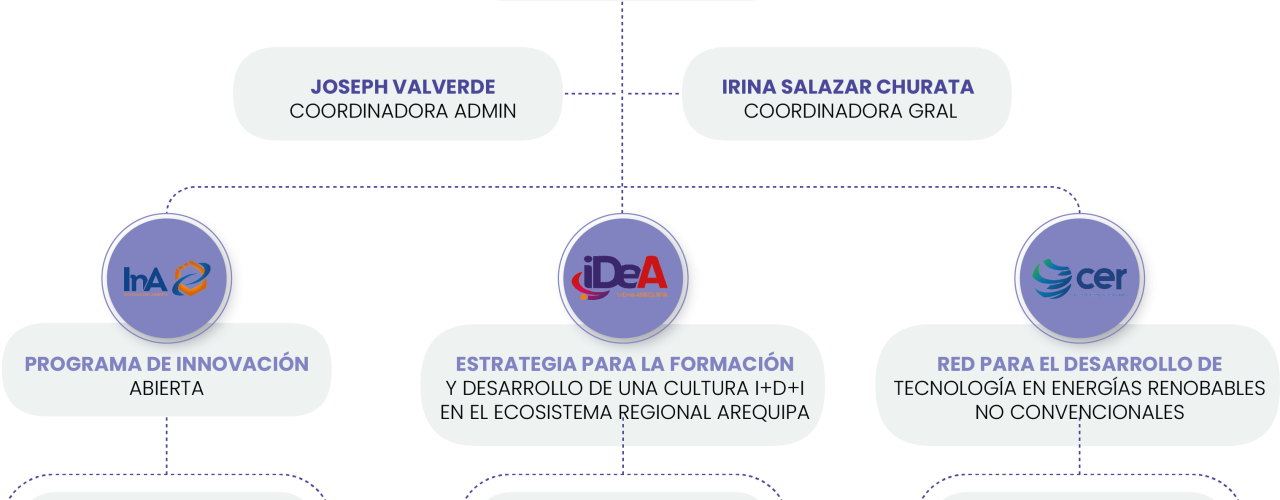 JOSEPH VALVERDE
COORDINADORA ADMIN
IRINA SALAZAR CHURATA
COORDINADORA GRAL
InA
iDeA
cer
PROGRAMA DE INNOVACIÓN
ABIERTA
ESTRATEGIA PARA LA FORMACIÓN
Y DESARROLLO DE UNA CULTURA I+D+I
EN EL ECOSISTEMA REGIONAL AREQUIPA
RED PARA EL DESARROLLO DE
TECNOLOGÍA EN ENERGÍAS RENOBABLES
NO CONVENCIONALES